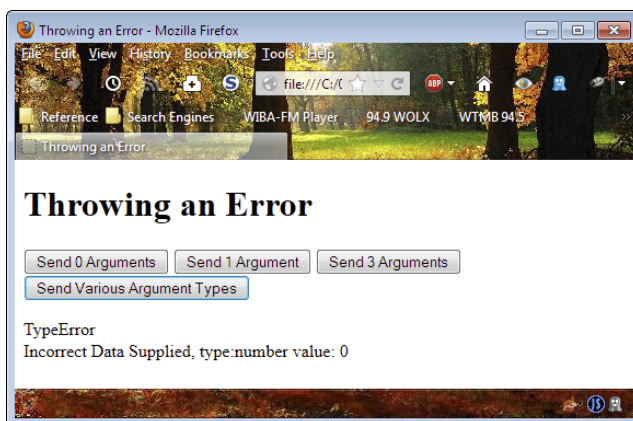 Throwing an Error - Mozilla Firefox
File Edit View History Bookmarks Tools Help
S file:///C:/( ABP
Reference Search Engines WIBA-FM Player 94.9 WOLX WTMB 94.5
Throwing an Error
Throwing an Error
Send 0 Arguments Send 1 Argument Send 3 Arguments
Send Various Argument Types
TypeError
Incorrect Data Supplied, type:number value: 0
× JS